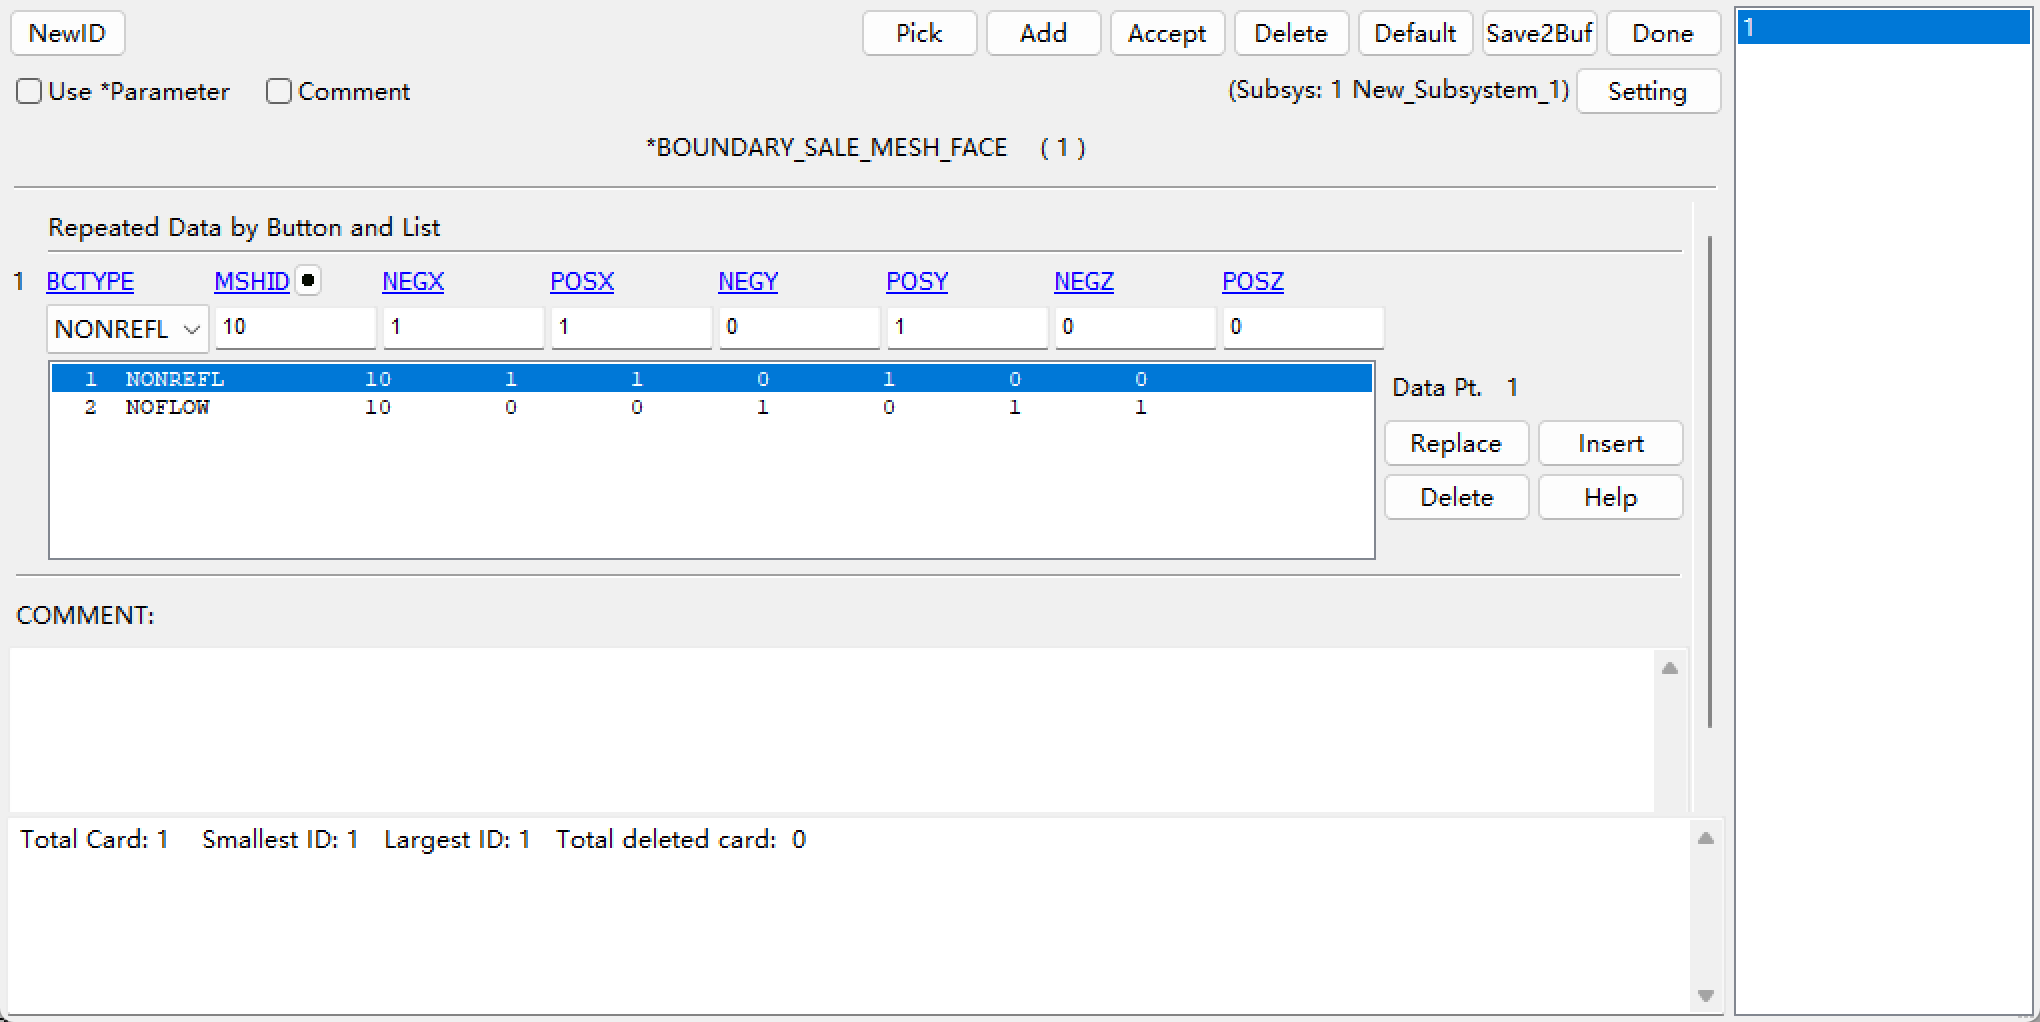 NewID Pick Add Accept Delete Default Save2Buf Done
1
Use *Parameter Comment (Subsys: 1 New_Subsystem_1) Setting
*BOUNDARY_SALE_MESH_FACE ( 1 )
Repeated Data by Button and List
1 BCTYPE MSHID NEGX POSX NEGY POSY NEGZ POSZ
NONREFL 10 1 1 0 1 0 0
1 NONREFL 10 1 1 0 1 0 0
2 NOFLOW 10 0 0 1 0 1 1
Data Pt. 1
Replace Insert
Delete Help
COMMENT:
Total Card: 1 Smallest ID: 1 Largest ID: 1 Total deleted card: 0